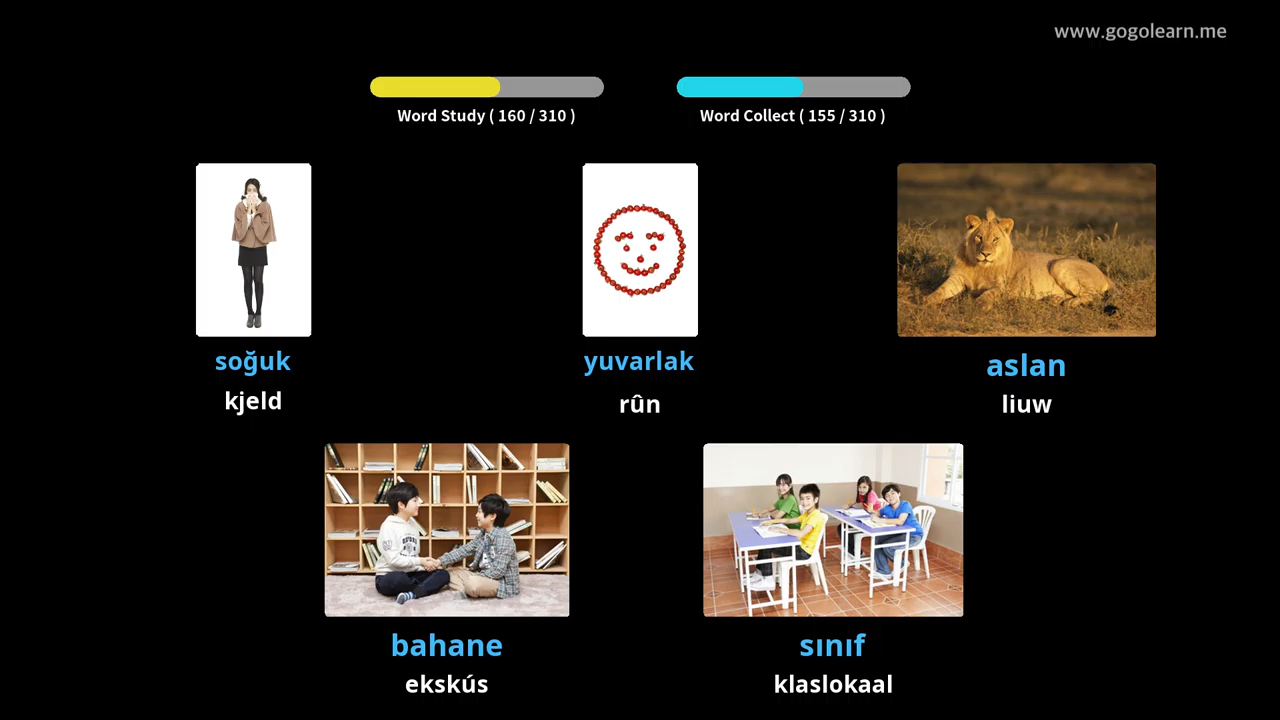 www.gogolearn.me
Word Study ( 160 / 310 )
Word Collect ( 155 / 310 )
soğuk
kjeld
yuvarlak
rûn
aslan
liuw
bahane
ekskús
sınıf
klaslokaal